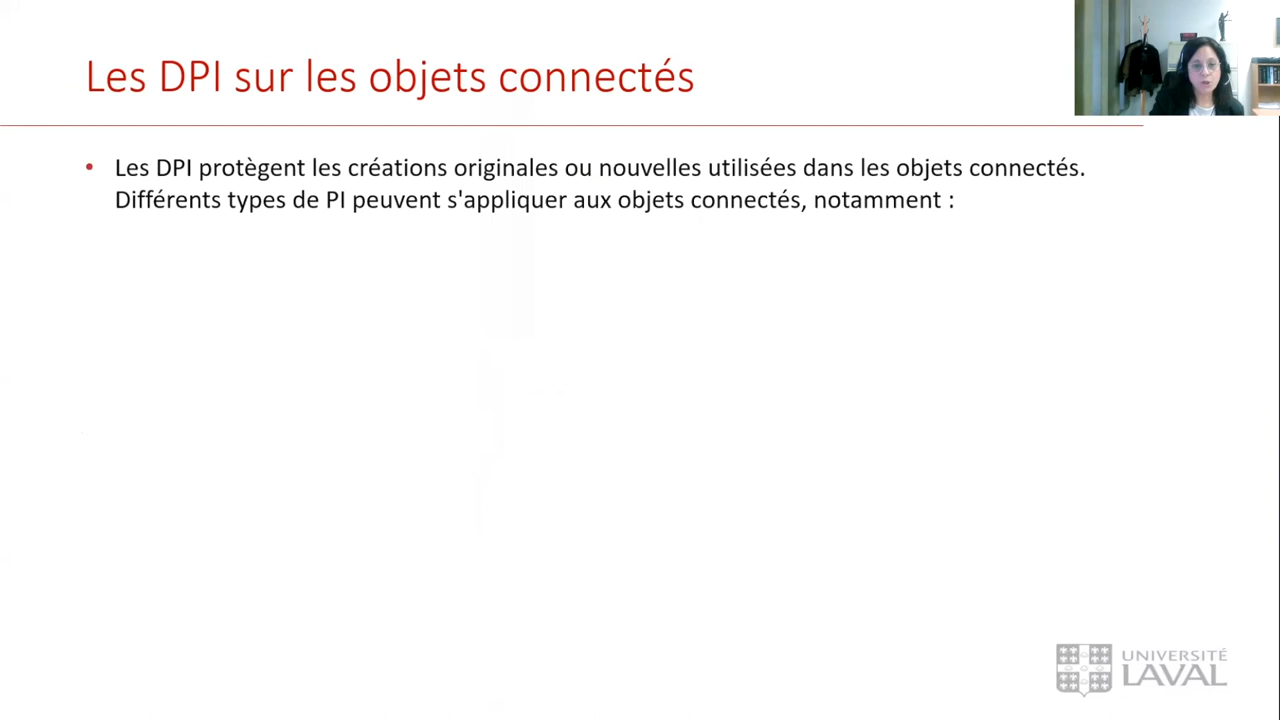 Les DPI sur les objets connectés
• Les DPI protègent les créations originales ou nouvelles utilisées dans les objets connectés.
Différents types de PI peuvent s'appliquer aux objets connectés, notamment :
UNIVERSITÉ
LAVAL